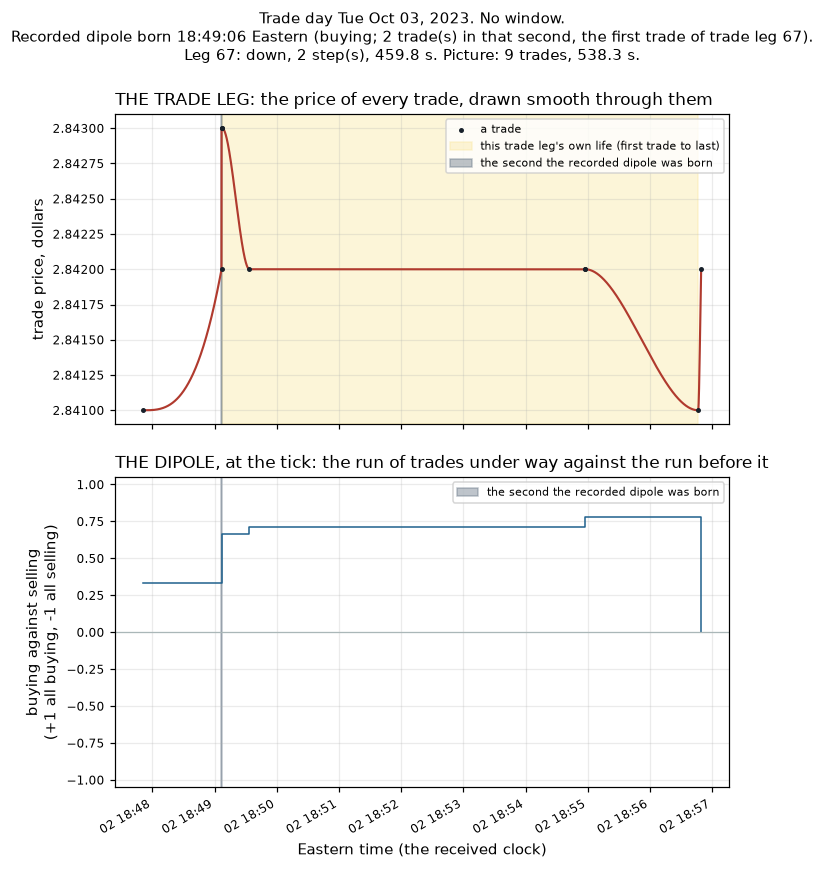 Trade day Tue Oct 03, 2023. No window.
Recorded dipole born 18:49:06 Eastern (buying; 2 trade(s) in that second, the first trade of trade leg 67).
Leg 67: down, 2 step(s), 459.8 s. Picture: 9 trades, 538.3 s.
THE TRADE LEG: the price of every trade, drawn smooth through them
a trade
this trade leg's own life (first trade to last)
the second the recorded dipole was born
trade price, dollars
2.84300
2.84275
2.84250
2.84225
2.84200
2.84175
2.84150
2.84125
2.84100
THE DIPOLE, at the tick: the run of trades under way against the run before it
the second the recorded dipole was born
buying against selling
(+1 all buying, -1 all selling)
1.00
0.75
0.50
0.25
0.00
−0.25
−0.50
−0.75
−1.00
02 18:48
02 18:49
02 18:50
02 18:51
02 18:52
02 18:53
02 18:54
02 18:55
02 18:56
02 18:57
Eastern time (the received clock)